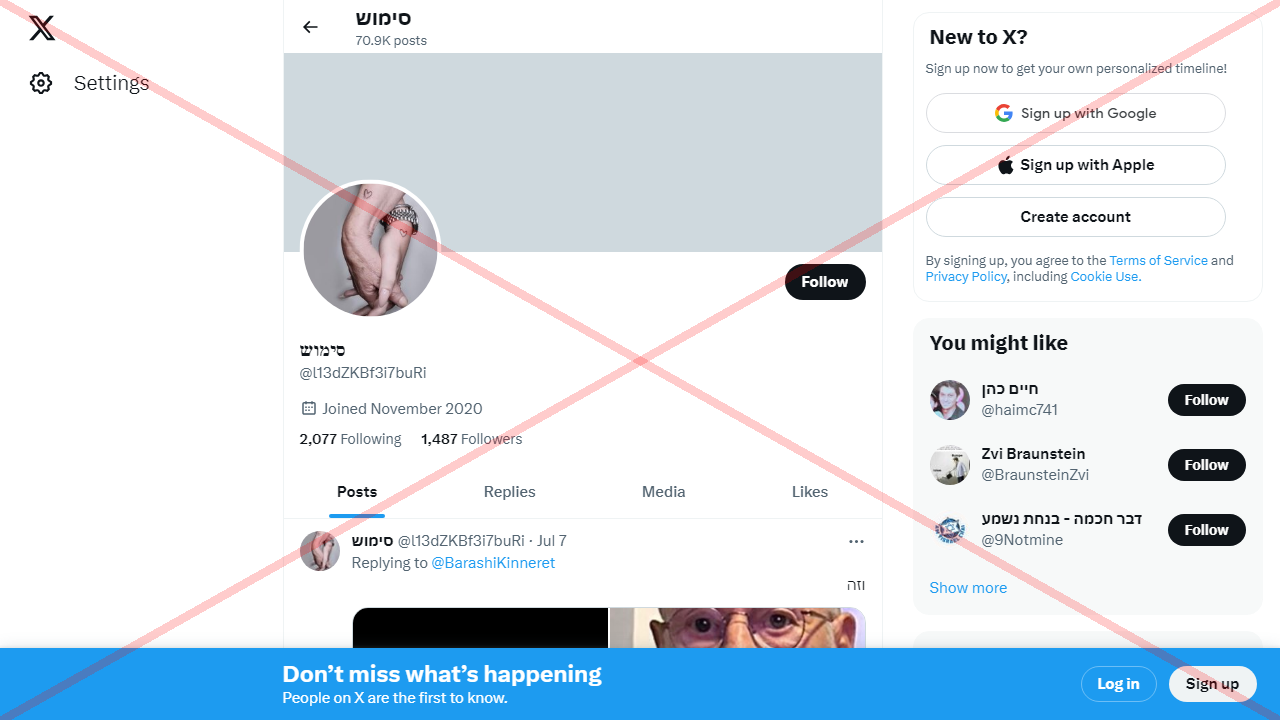 Settings
סימוש
70.9K posts
Follow
סימוש
@l13dZKBf3i7buRi
Joined November 2020
2,077 Following 1,487 Followers
Posts Replies Media Likes
סימוש @l13dZKBf3i7buRi · Jul 7
Replying to @BarashiKinneret
וזה
New to X?
Sign up now to get your own personalized timeline!
Sign up with Google
Sign up with Apple
Create account
By signing up, you agree to the Terms of Service and
Privacy Policy, including Cookie Use.
You might like
חיים כהן
@haimc741
Follow
Zvi Braunstein
@BraunsteinZvi
Follow
דבר חכמה - בנחת נשמע
@9Notmine
Follow
Show more
Don’t miss what’s happening
People on X are the first to know.
Log in
Sign up